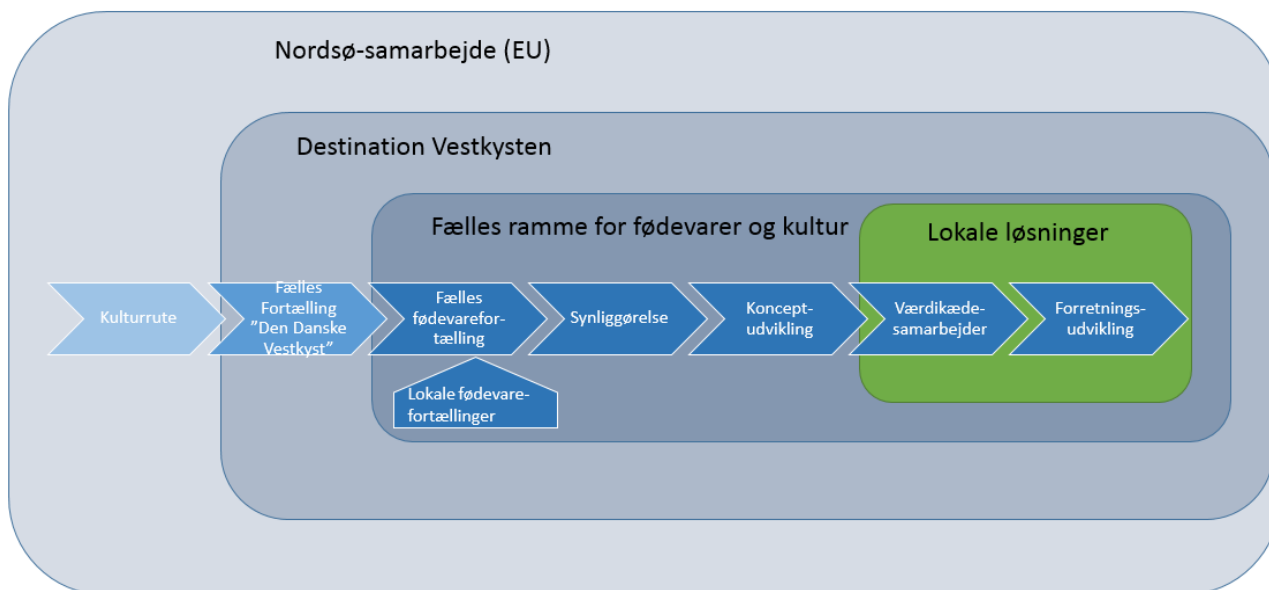 Nordsø-samarbejde (EU)
Destination Vestkysten
Fælles ramme for fødevarer og kultur
Lokale løsninger
Kulturrute
Fælles
Fortælling
”Den Danske
Vestkyst”
Fælles
fødevarefor-
tælling
Synliggørelse
Koncept-
udvikling
Værdikæde-
samarbejder
Forretnings-
udvikling
Lokale fødevare-
fortællinger